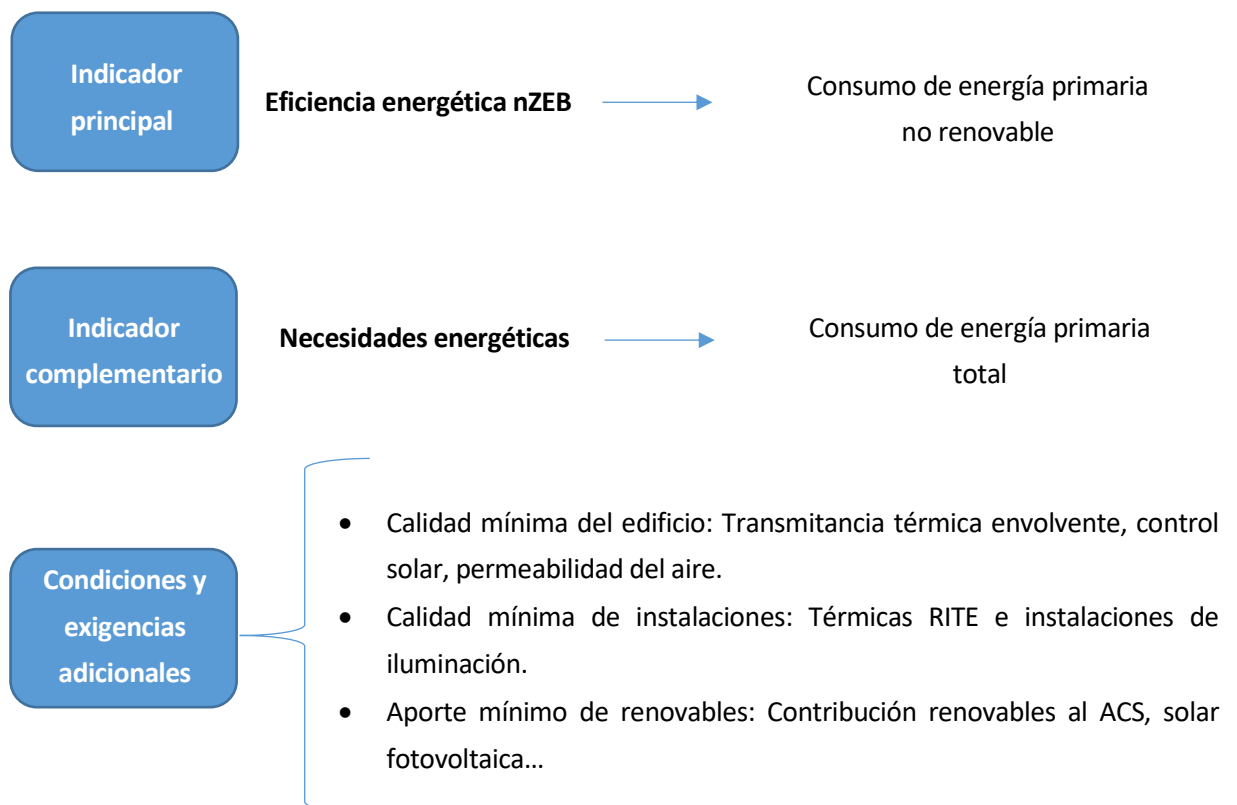 Indicador
principal
Eficiencia energética nZEB
Consumo de energía primaria
no renovable
Indicador
complementario
Necesidades energéticas
Consumo de energía primaria
total
Condiciones y
exigencias
adicionales
• Calidad mínima del edificio: Transmitancia térmica envolvente, control
solar, permeabilidad del aire.
• Calidad mínima de instalaciones: Térmicas RITE e instalaciones de
iluminación.
• Aporte mínimo de renovables: Contribución renovables al ACS, solar
fotovoltaica…